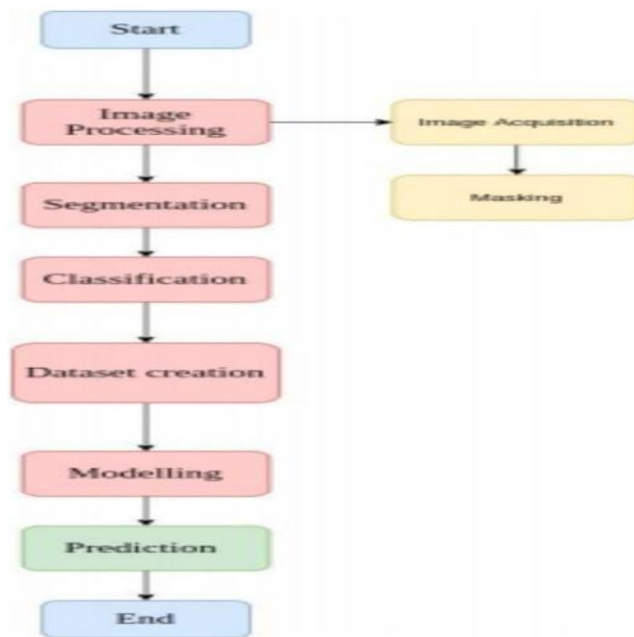 Start
Image
Processing
Image Acquisition
Segmentation
Masking
Classification
Dataset creation
Modelling
Prediction
End